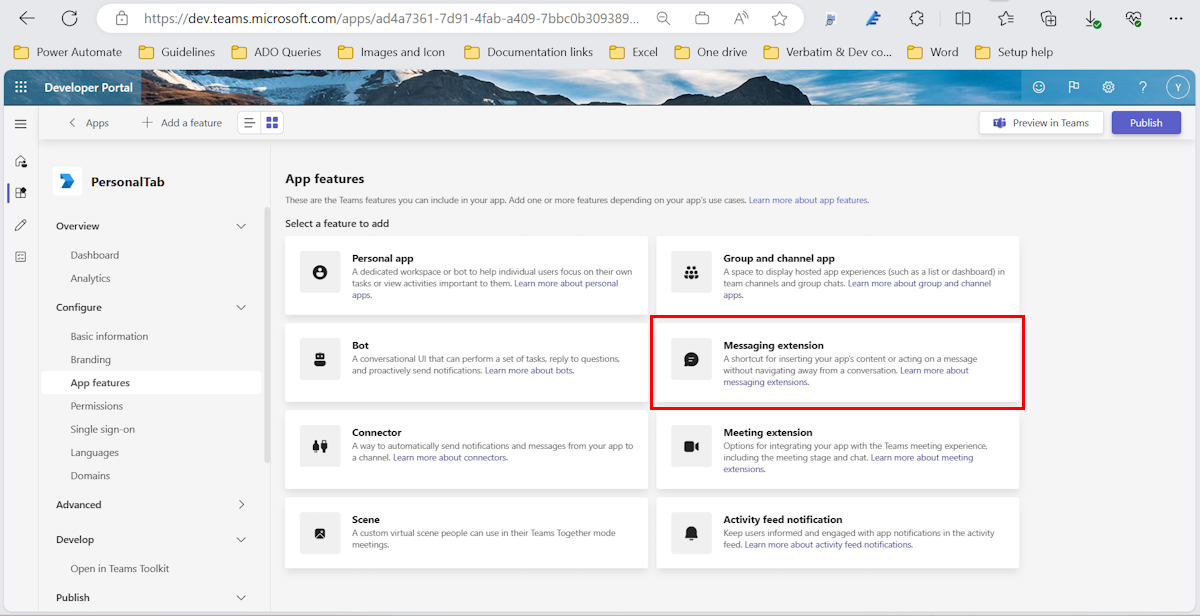 https://dev.teams.microsoft.com/apps/ad4a7361-7d91-4fab-a409-7bbc0b309389...
Power Automate Guidelines ADO Queries Images and Icon Documentation links Excel One drive Verbatim & Dev co... Word Setup help
Developer Portal ? Y
Apps Add a feature Preview in Teams Publish
PersonalTab
Overview
Dashboard
Analytics
Configure
Basic information
Branding
App features
Permissions
Single sign-on
Languages
Domains
Advanced
Develop
Open in Teams Toolkit
Publish
App features
These are the Teams features you can include in your app. Add one or more features depending on your app's use cases. Learn more about app features.
Select a feature to add
Personal app
A dedicated workspace or bot to help individual users focus on their own
tasks or view activities important to them. Learn more about personal
apps.
Group and channel app
A space to display hosted app experiences (such as a list or dashboard) in
team channels and group chats. Learn more about group and channel
apps.
Bot
A conversational UI that can perform a set of tasks, reply to questions,
and proactively send notifications. Learn more about bots.
Messaging extension
A shortcut for inserting your app's content or acting on a message
without navigating away from a conversation. Learn more about
messaging extensions.
Connector
A way to automatically send notifications and messages from your app to
a channel. Learn more about connectors.
Meeting extension
Options for integrating your app with the Teams meeting experience,
including the meeting stage and chat. Learn more about meeting
extensions.
Scene
A custom virtual scene people can use in their Teams Together mode
meetings.
Activity feed notification
Keep users informed and engaged with app notifications in the activity
feed. Learn more about activity feed notifications.